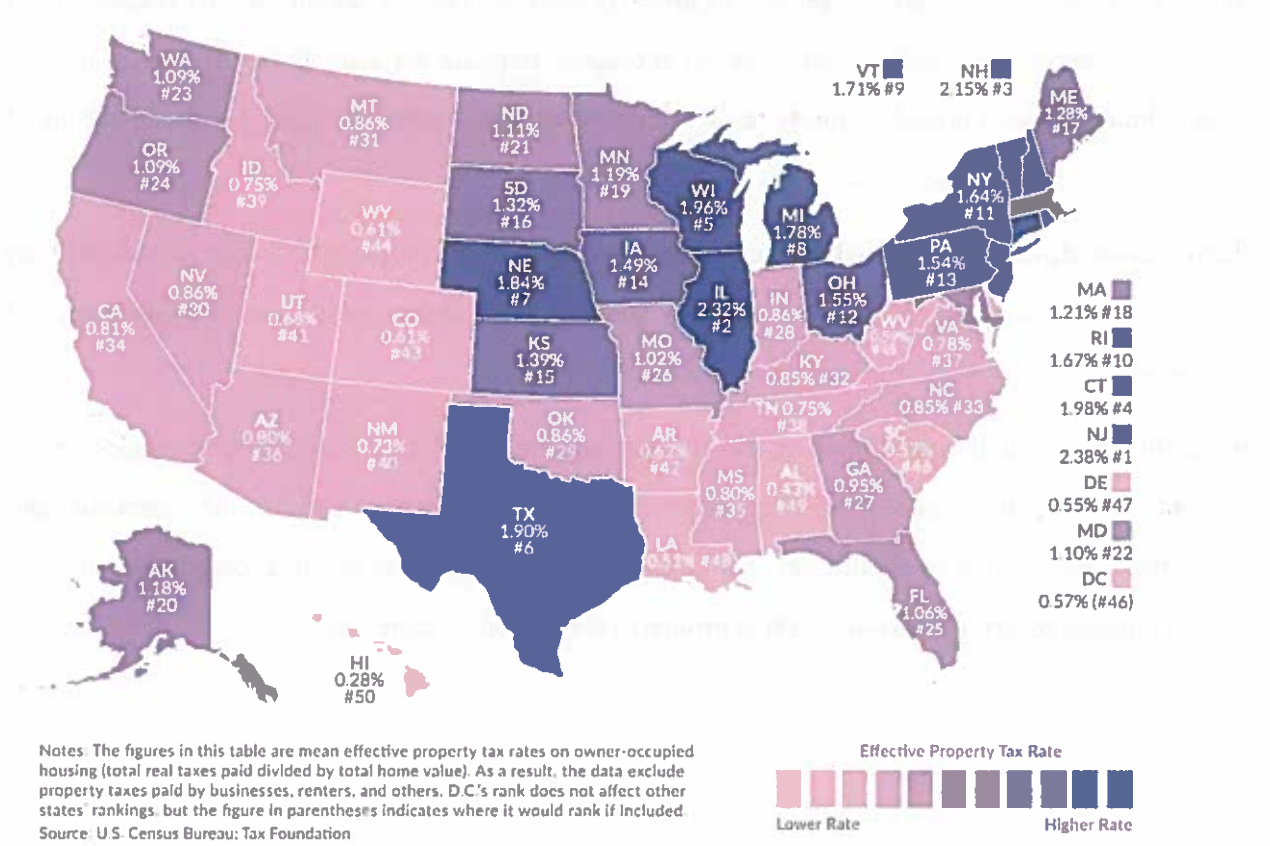 WA
1.09%
#23
MT
0.86%
#31
ND
1.11%
#21
VT
1.71% #9
NH
2.15% #3
ME
1.28%
#17
OR
1.09%
#24
ID
0.75%
#39
MN
1.19%
#19
SD
1.32%
#16
WI
1.96%
#5
NY
1.64%
#11
WY
0.61%
#44
MI
1.78%
#8
PA
1.54%
#13
NV
0.86%
#30
NE
1.84%
#7
IA
1.49%
#14
CA
0.81%
#34
UT
0.68%
#41
CO
0.61%
#43
IL
2.32%
#2
IN
0.86%
#28
OH
1.55%
#12
MA
1.21% #18
WV
VA
0.78%
#37
RI
1.67% #10
KS
1.39%
#15
MO
1.02%
#26
KY
0.85% #32
CT
1.98% #4
NC
0.85% #33
TN 0.75%
#38
AZ
0.80%
#36
NM
0.73%
#40
OK
0.86%
#29
AR
0.62%
#42
SC
NJ
2.38% #1
MS
0.80%
#35
AL
0.43%
#49
GA
0.95%
#27
DE
0.55% #47
TX
1.90%
#6
LA
0.51% #48
MD
1.10% #22
AK
1.18%
#20
DC
0.57% (#46)
FL
1.06%
#25
HI
0.28%
#50
Notes: The figures in this table are mean effective property tax rates on owner-occupied
housing (total real taxes paid divided by total home value). As a result, the data exclude
property taxes paid by businesses, renters, and others. D.C.'s rank does not affect other
states' rankings, but the figure in parentheses indicates where it would rank if included.
Source: U.S. Census Bureau; Tax Foundation
Effective Property Tax Rate
Lower Rate
Higher Rate